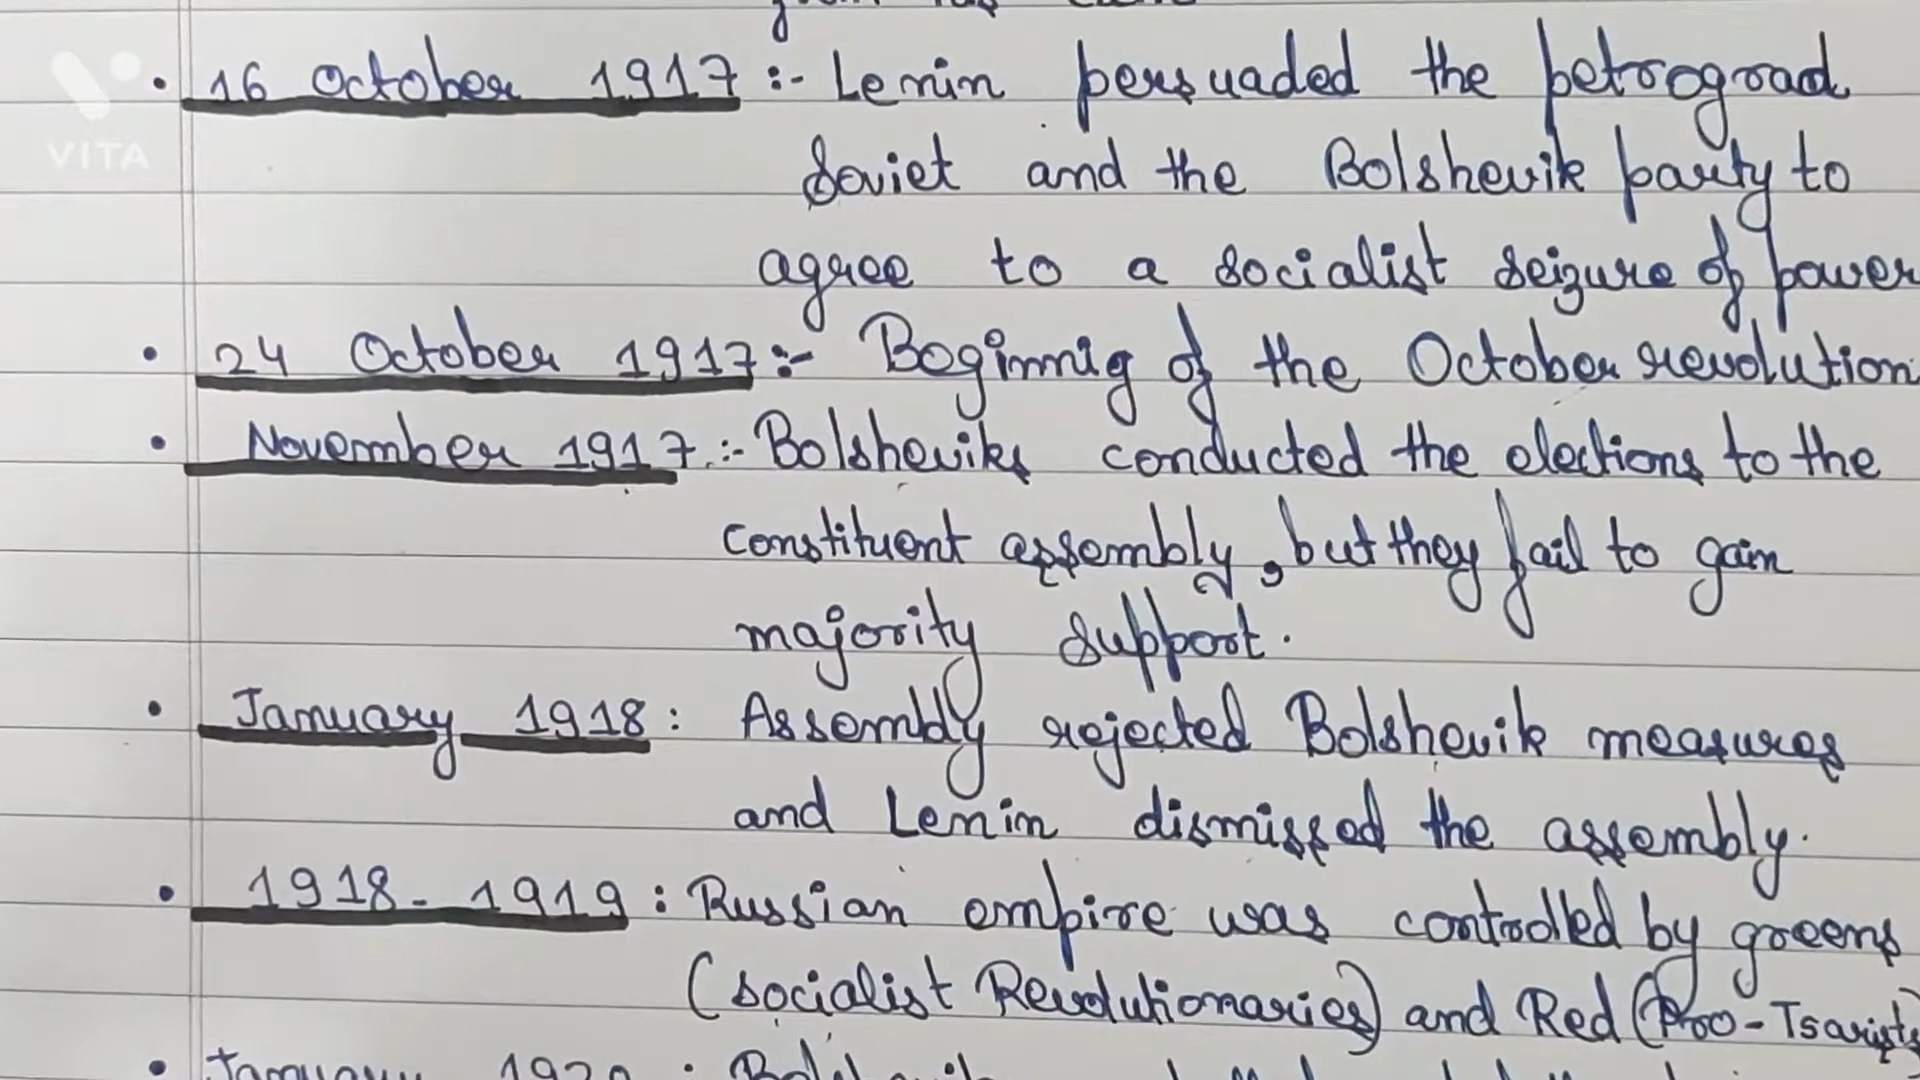 • 16 October 1917 :- Lenin persuaded the petrograd
VITA
Soviet and the Bolshevik party to
agree to a socialist seizure of power
• 24 October 1917 :- Beginnig of the October revolution
• November 1917 :- Bolsheviks conducted the elections to the
constituent assembly, but they fail to gain
majority support.
• January 1918 : Assembly rejected Bolshevik measures
and Lenin dismissed the assembly.
• 1918-1919 : Russian empire was controlled by greens
(socialist Revolutionaries) and Red (Pro-Tsarists)
• January 1920 :